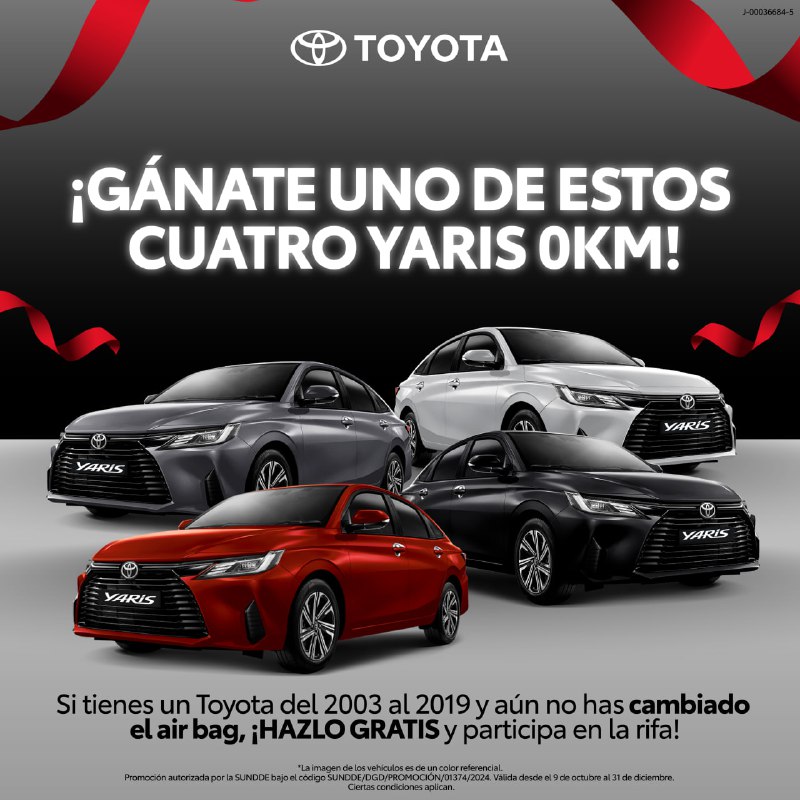 J-00036684-5
TOYOTA
¡GÁNATE UNO DE ESTOS
CUATRO YARIS 0KM!
YARiS
YARiS
YARiS
YARiS
Si tienes un Toyota del 2003 al 2019 y aún no has cambiado
el air bag, ¡HAZLO GRATIS y participa en la rifa!
*La imagen de los vehículos es de un color referencial.
Promoción autorizada por la SUNDDE bajo el código SUNDDE/DGD/PROMOCIÓN/01374/2024. Válida desde el 9 de octubre al 31 de diciembre.
Ciertas condiciones aplican.